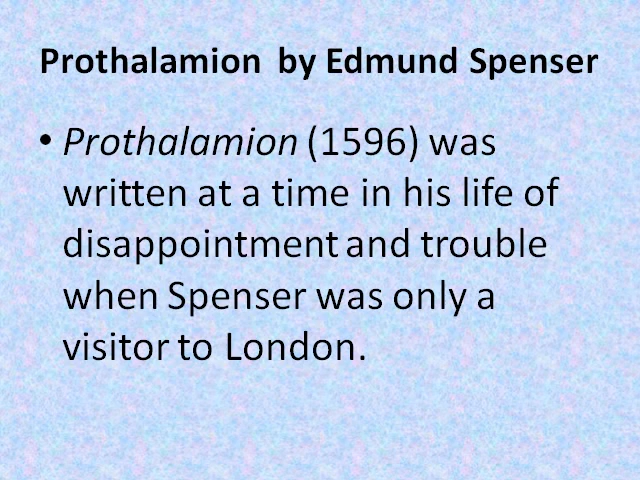 Prothalamion by Edmund Spenser
• Prothalamion (1596) was
written at a time in his life of
disappointment and trouble
when Spenser was only a
visitor to London.